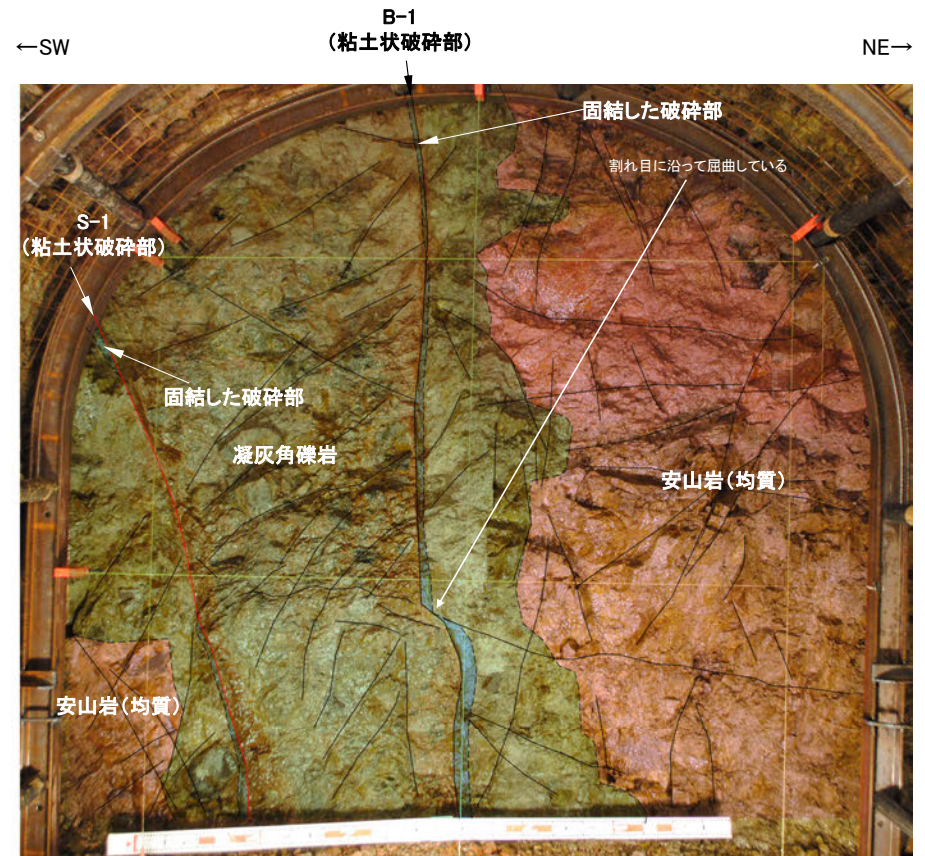 B-1
（粘土状破砕部）
←SW
NE→
固結した破砕部
割れ目に沿って屈曲している
S-1
（粘土状破砕部）
固結した破砕部
凝灰角礫岩
安山岩（均質）
安山岩（均質）